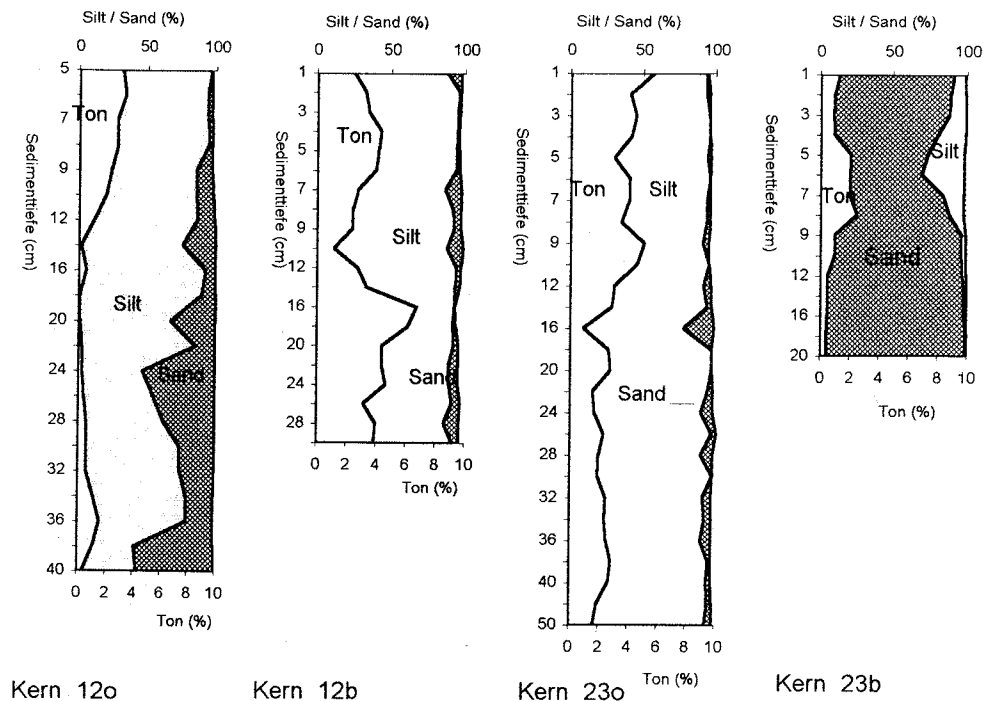 Silt / Sand (%)
0 50 100
5
7
9
12
14
16
20
22
24
28
32
36
40
Sedimenttiefe (cm)
Ton
Silt
Sand
0 2 4 6 8 10
Ton (%)
Kern 12o
Silt / Sand (%)
0 50 100
1
3
5
7
9
12
16
20
24
28
Sedimenttiefe (cm)
Ton
Silt
Sand
0 2 4 6 8 10
Ton (%)
Kern 12b
Silt / Sand (%)
0 50 100
1
3
5
7
9
12
16
20
24
28
32
36
40
50
Sedimenttiefe (cm)
Ton
Silt
Sand
0 2 4 6 8 10
Ton (%)
Kern 23o
Silt / Sand (%)
0 100
1
3
5
7
9
12
16
20
Sedimenttiefe (cm)
Silt
Ton
Sand
0 2 4 6 8 10
Ton (%)
Kern 23b